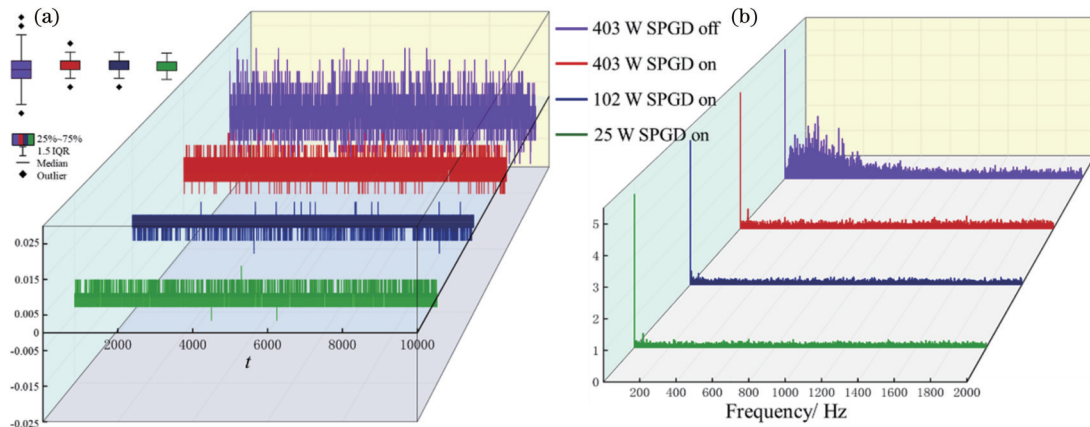 (a)
25%~75%
1.5 IQR
Median
Outlier
0.025
0.015
0.005
0
-0.005
-0.015
-0.025
2000
4000
6000
8000
10000
t
403 W SPGD off
403 W SPGD on
102 W SPGD on
25 W SPGD on
(b)
5
4
3
2
1
0
200
400
600
800
1000
1200
1400
1600
1800
2000
Frequency/ Hz